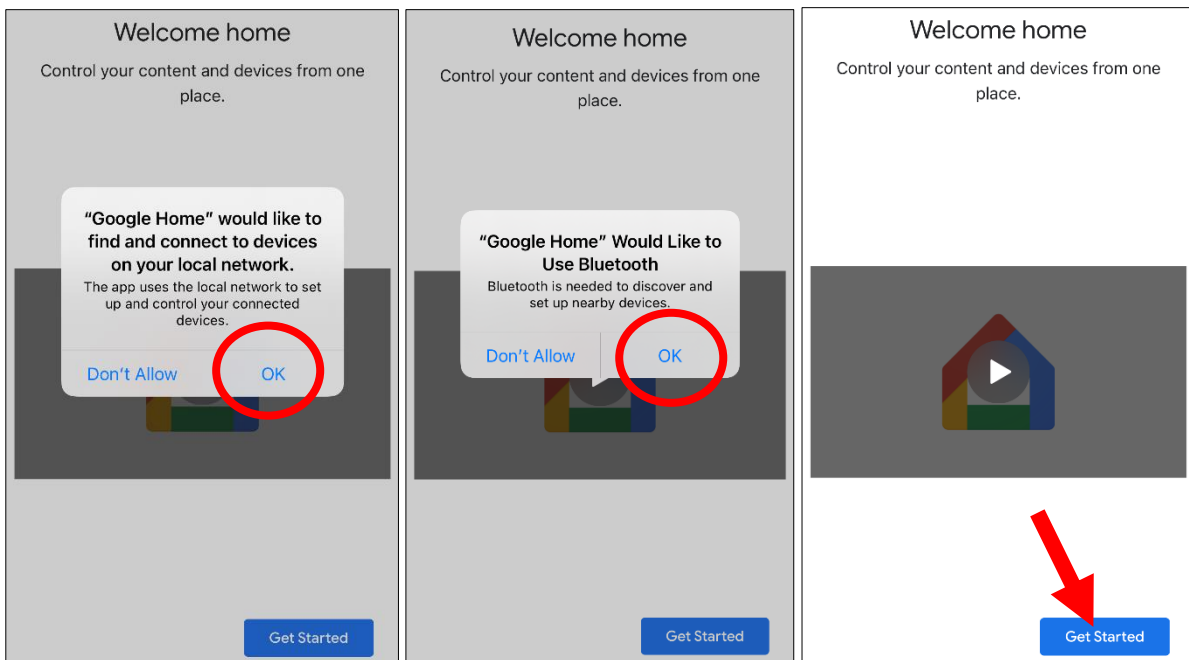 Welcome home
Control your content and devices from one
place.
“Google Home” would like to
find and connect to devices
on your local network.
The app uses the local network to set
up and control your connected
devices.
Don’t Allow
OK
Get Started
Welcome home
Control your content and devices from one
place.
“Google Home” Would Like to
Use Bluetooth
Bluetooth is needed to discover and
set up nearby devices.
Don’t Allow
OK
Get Started
Welcome home
Control your content and devices from one
place.
Get Started